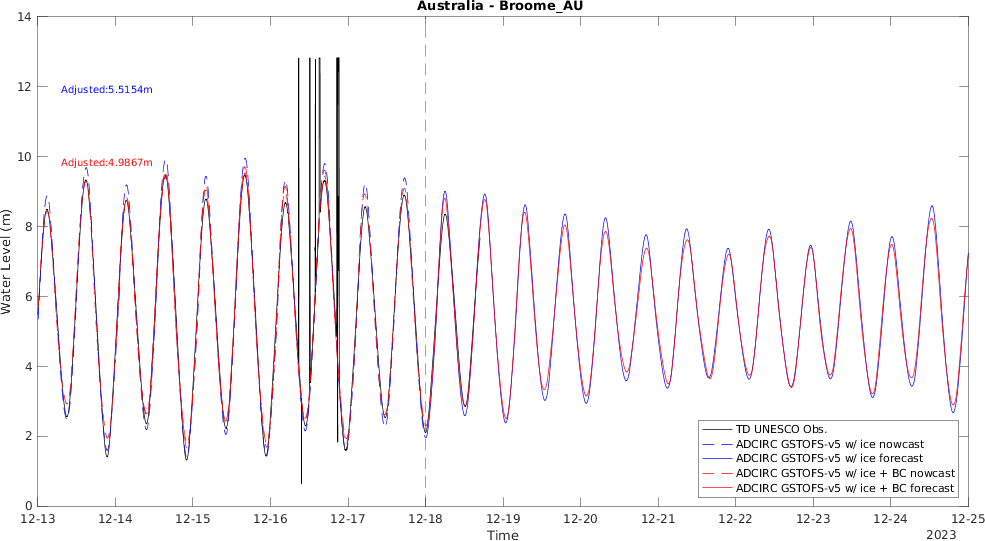 Australia - Broome_AU
14
12
10
8
6
4
2
0
Water Level (m)
Adjusted:5.5154m
Adjusted:4.9867m
TD UNESCO Obs.
ADCIRC GSTOFS-v5 w/ ice nowcast
ADCIRC GSTOFS-v5 w/ ice forecast
ADCIRC GSTOFS-v5 w/ ice + BC nowcast
ADCIRC GSTOFS-v5 w/ ice + BC forecast
12-13 12-14 12-15 12-16 12-17 12-18 12-19 12-20 12-21 12-22 12-23 12-24 12-25
Time
2023